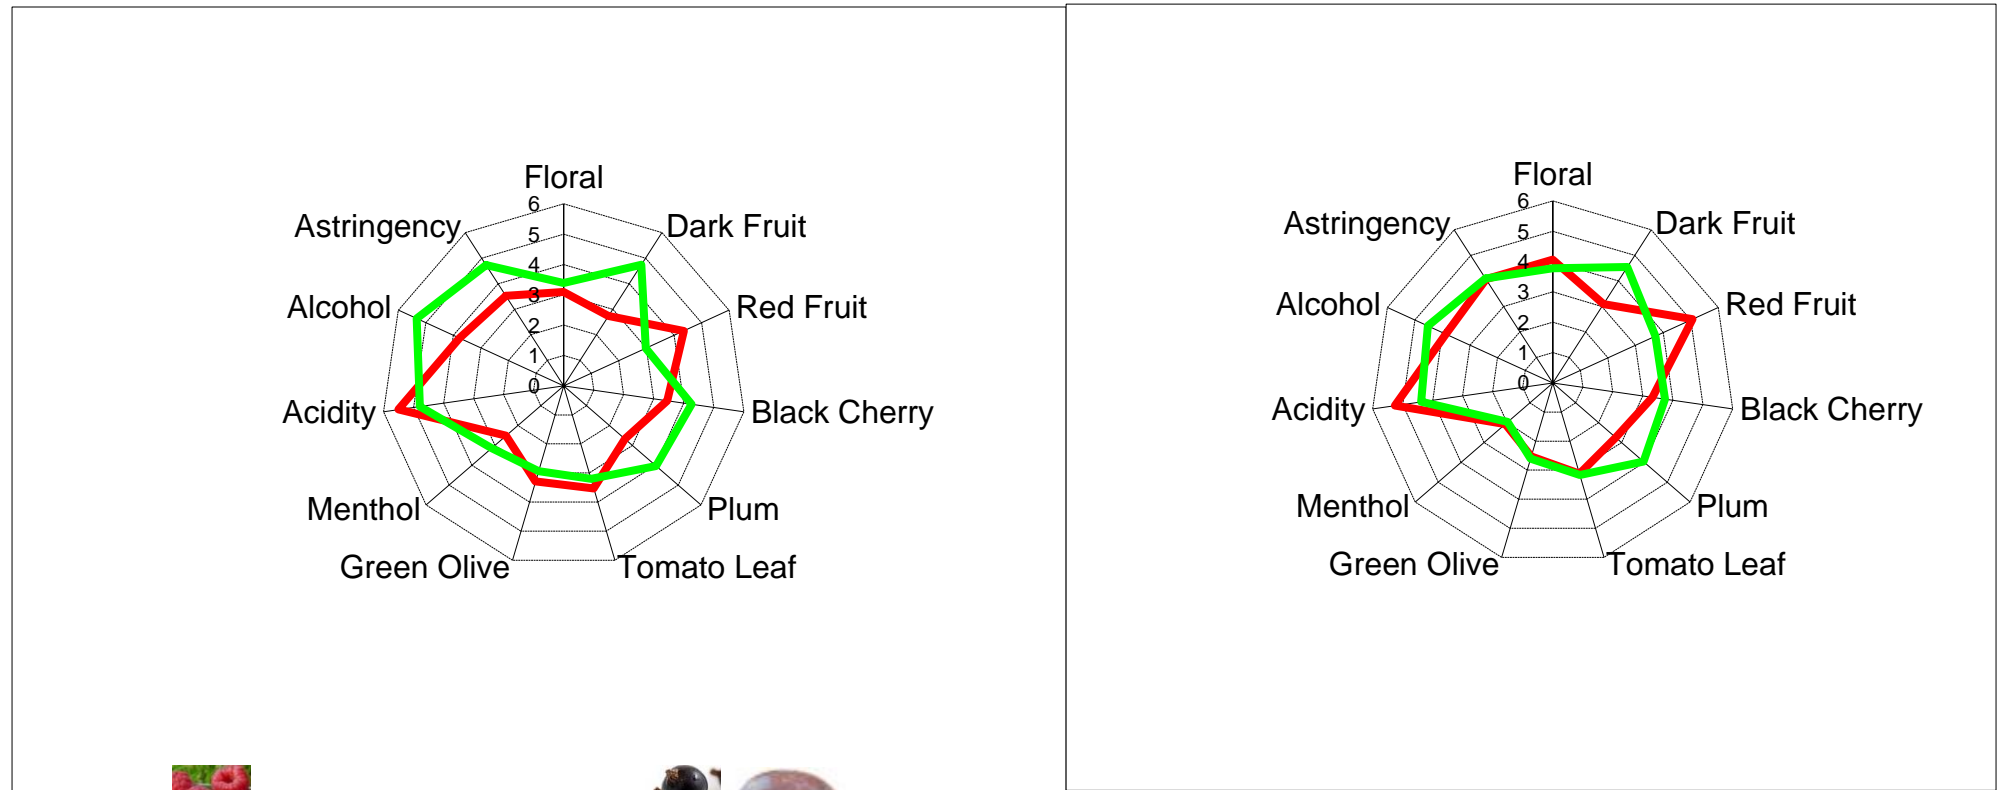 Floral
6
Astringency
Dark Fruit
5
4
Alcohol
3
Red Fruit
2
1
0
Acidity
Black Cherry
Menthol
Plum
Green Olive
Tomato Leaf
Floral
6
Astringency
Dark Fruit
5
4
Alcohol
3
Red Fruit
2
1
0
Acidity
Black Cherry
Menthol
Plum
Green Olive
Tomato Leaf